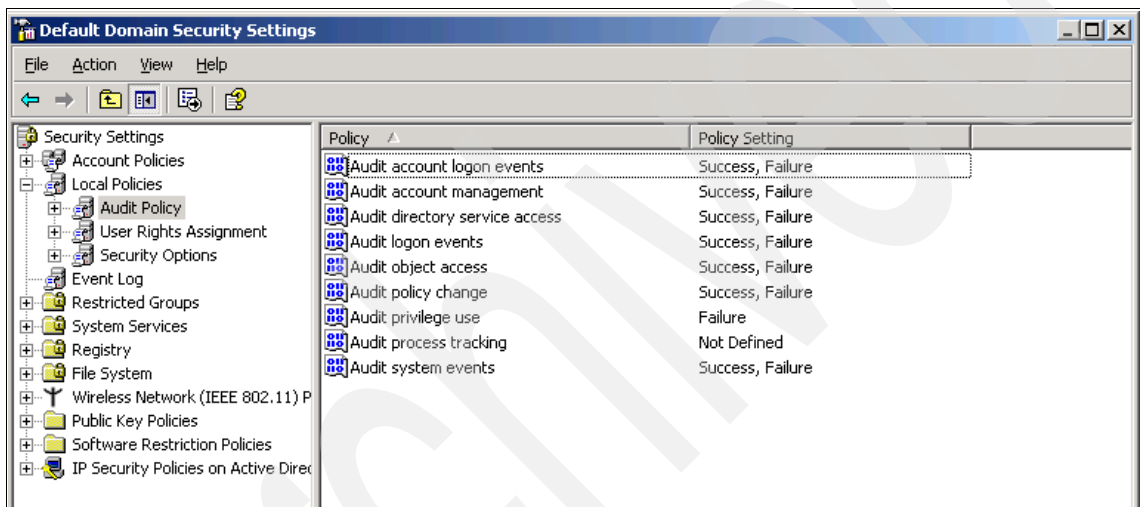 Default Domain Security Settings
File Action View Help
Security Settings
Account Policies
Local Policies
Audit Policy
User Rights Assignment
Security Options
Event Log
Restricted Groups
System Services
Registry
File System
Wireless Network (IEEE 802.11) P
Public Key Policies
Software Restriction Policies
IP Security Policies on Active Direc
Policy Policy Setting
Audit account logon events Success, Failure
Audit account management Success, Failure
Audit directory service access Success, Failure
Audit logon events Success, Failure
Audit object access Success, Failure
Audit policy change Success, Failure
Audit privilege use Failure
Audit process tracking Not Defined
Audit system events Success, Failure